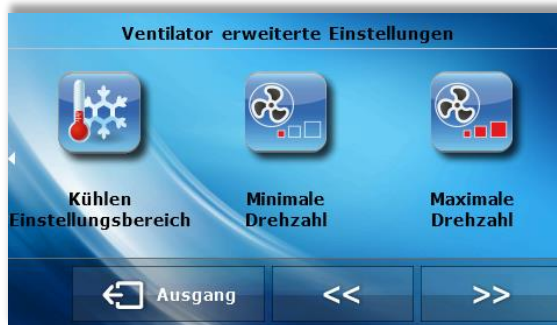 Ventilator erweiterte Einstellungen
Kühlen
Einstellungsbereich
Minimale
Drehzahl
Maximale
Drehzahl
Ausgang
<<
>>